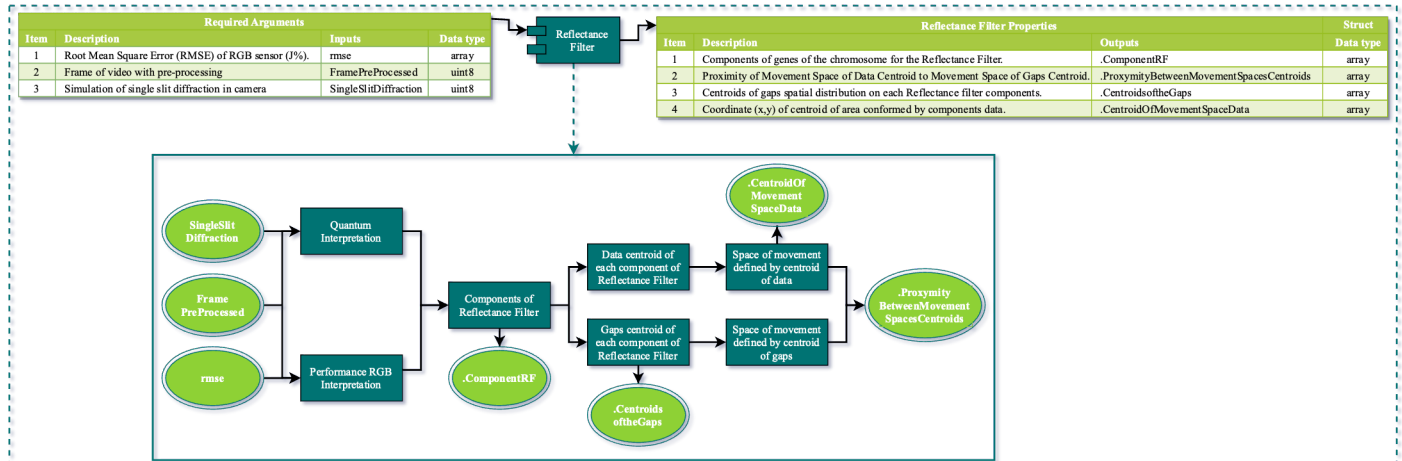 Required Arguments
Item Description Inputs Data type
1 Root Mean Square Error (RMSE) of RGB sensor (J%). rmse array
2 Frame of video with pre-processing FramePreProcessed uint8
3 Simulation of single slit diffraction in camera SingleSlitDiffraction uint8
Reflectance
Filter
Reflectance Filter Properties Struct
Item Description Outputs Data type
1 Components of genes of the chromosome for the Reflectance Filter. .ComponentRF array
2 Proximity of Movement Space of Data Centroid to Movement Space of Gaps Centroid. .ProxymityBetweenMovementSpacesCentroids array
3 Centroids of gaps spatial distribution on each Reflectance filter components. .CentroidsoftheGaps array
4 Coordinate (x,y) of centroid of area conformed by components data. .CentroidOfMovementSpaceData array
SingleSlit
Diffraction
Frame
PreProcessed
rmse
Quantum
Interpretation
Performance RGB
Interpretation
Components of
Reflectance Filter
.ComponentRF
Data centroid of
each component of
Reflectance Filter
Gaps centroid of
each component of
Reflectance Filter
.Centroids
oftheGaps
.CentroidOf
Movement
SpaceData
Space of movement
defined by centroid
of data
Space of movement
defined by centroid
of gaps
.Proxymity
BetweenMovement
SpacesCentroids